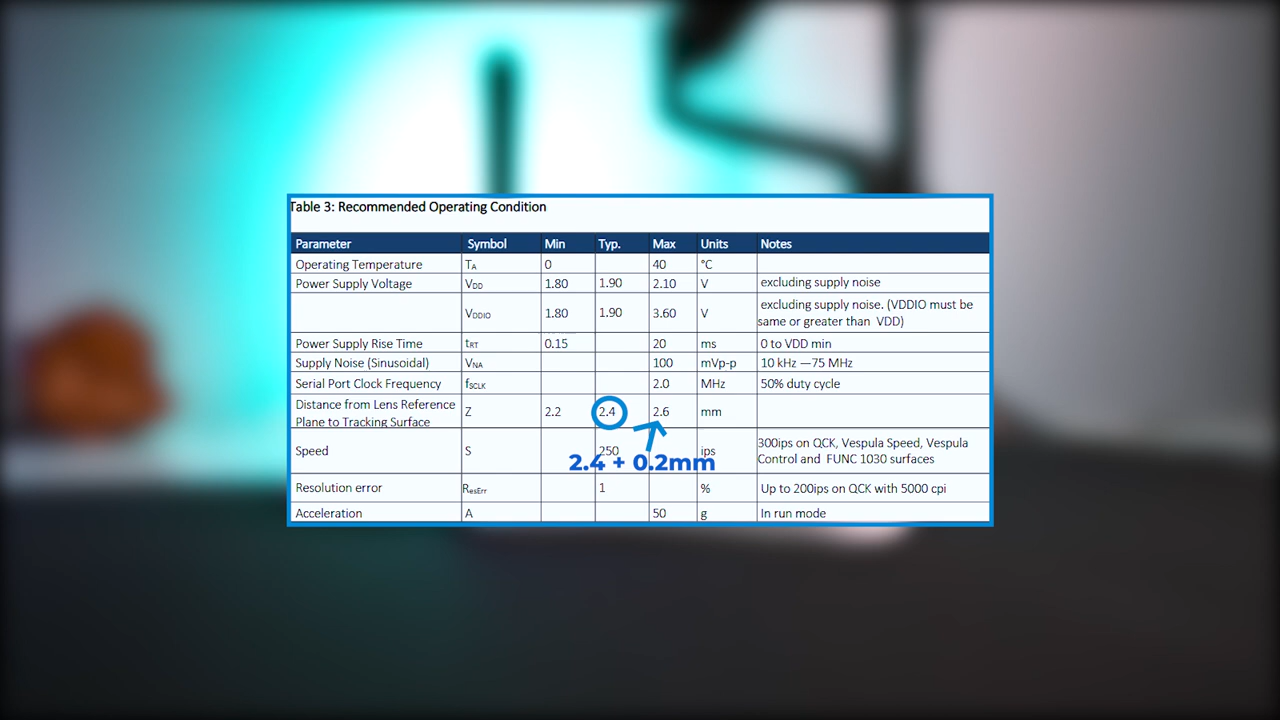 Table 3: Recommended Operating Condition
Parameter Symbol Min Typ. Max Units Notes
Operating Temperature TA 0 40 °C
Power Supply Voltage VDD 1.80 1.90 2.10 V excluding supply noise
VDDIO 1.80 1.90 3.60 V excluding supply noise. (VDDIO must be
same or greater than VDD)
Power Supply Rise Time tRT 0.15 20 ms 0 to VDD min
Supply Noise (Sinusoidal) VNA 100 mVp-p 10 kHz —75 MHz
Serial Port Clock Frequency fSCLK 2.0 MHz 50% duty cycle
Distance from Lens Reference
Plane to Tracking Surface Z 2.2 2.4 2.6 mm
Speed S 250 ips 300ips on QCK, Vespula Speed, Vespula
Control and FUNC 1030 surfaces
2.4 + 0.2mm
Resolution error ResErr 1 % Up to 200ips on QCK with 5000 cpi
Acceleration A 50 g In run mode